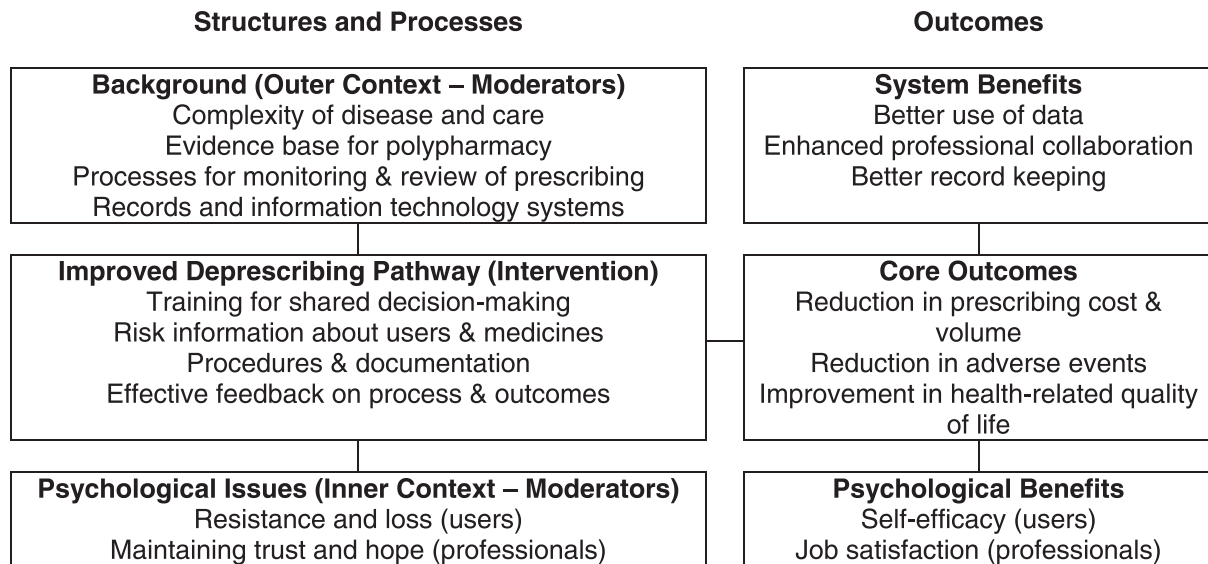 Structures and Processes
Outcomes
Background (Outer Context – Moderators)
Complexity of disease and care
Evidence base for polypharmacy
Processes for monitoring & review of prescribing
Records and information technology systems
System Benefits
Better use of data
Enhanced professional collaboration
Better record keeping
Improved Deprescribing Pathway (Intervention)
Training for shared decision-making
Risk information about users & medicines
Procedures & documentation
Effective feedback on process & outcomes
Core Outcomes
Reduction in prescribing cost &
volume
Reduction in adverse events
Improvement in health-related quality
of life
Psychological Issues (Inner Context – Moderators)
Resistance and loss (users)
Maintaining trust and hope (professionals)
Psychological Benefits
Self-efficacy (users)
Job satisfaction (professionals)